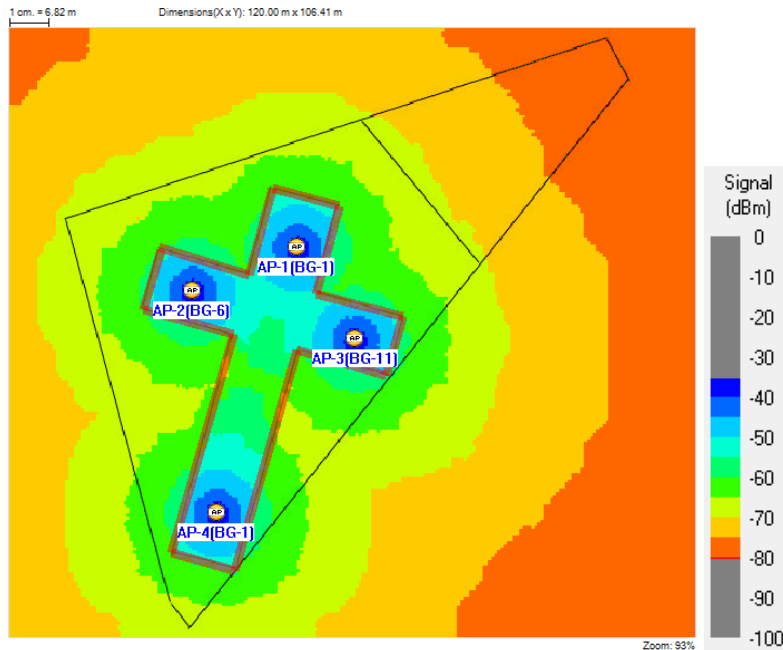 1 cm. = 6.82 m Dimensions(X x Y): 120.00 m x 106.41 m
AP
AP-1(BG-1)
AP
AP-2(BG-6)
AP
AP-3(BG-11)
AP
AP-4(BG-1)
Signal
(dBm)
0
-10
-20
-30
-40
-50
-60
-70
-80
-90
-100
Zoom: 93%